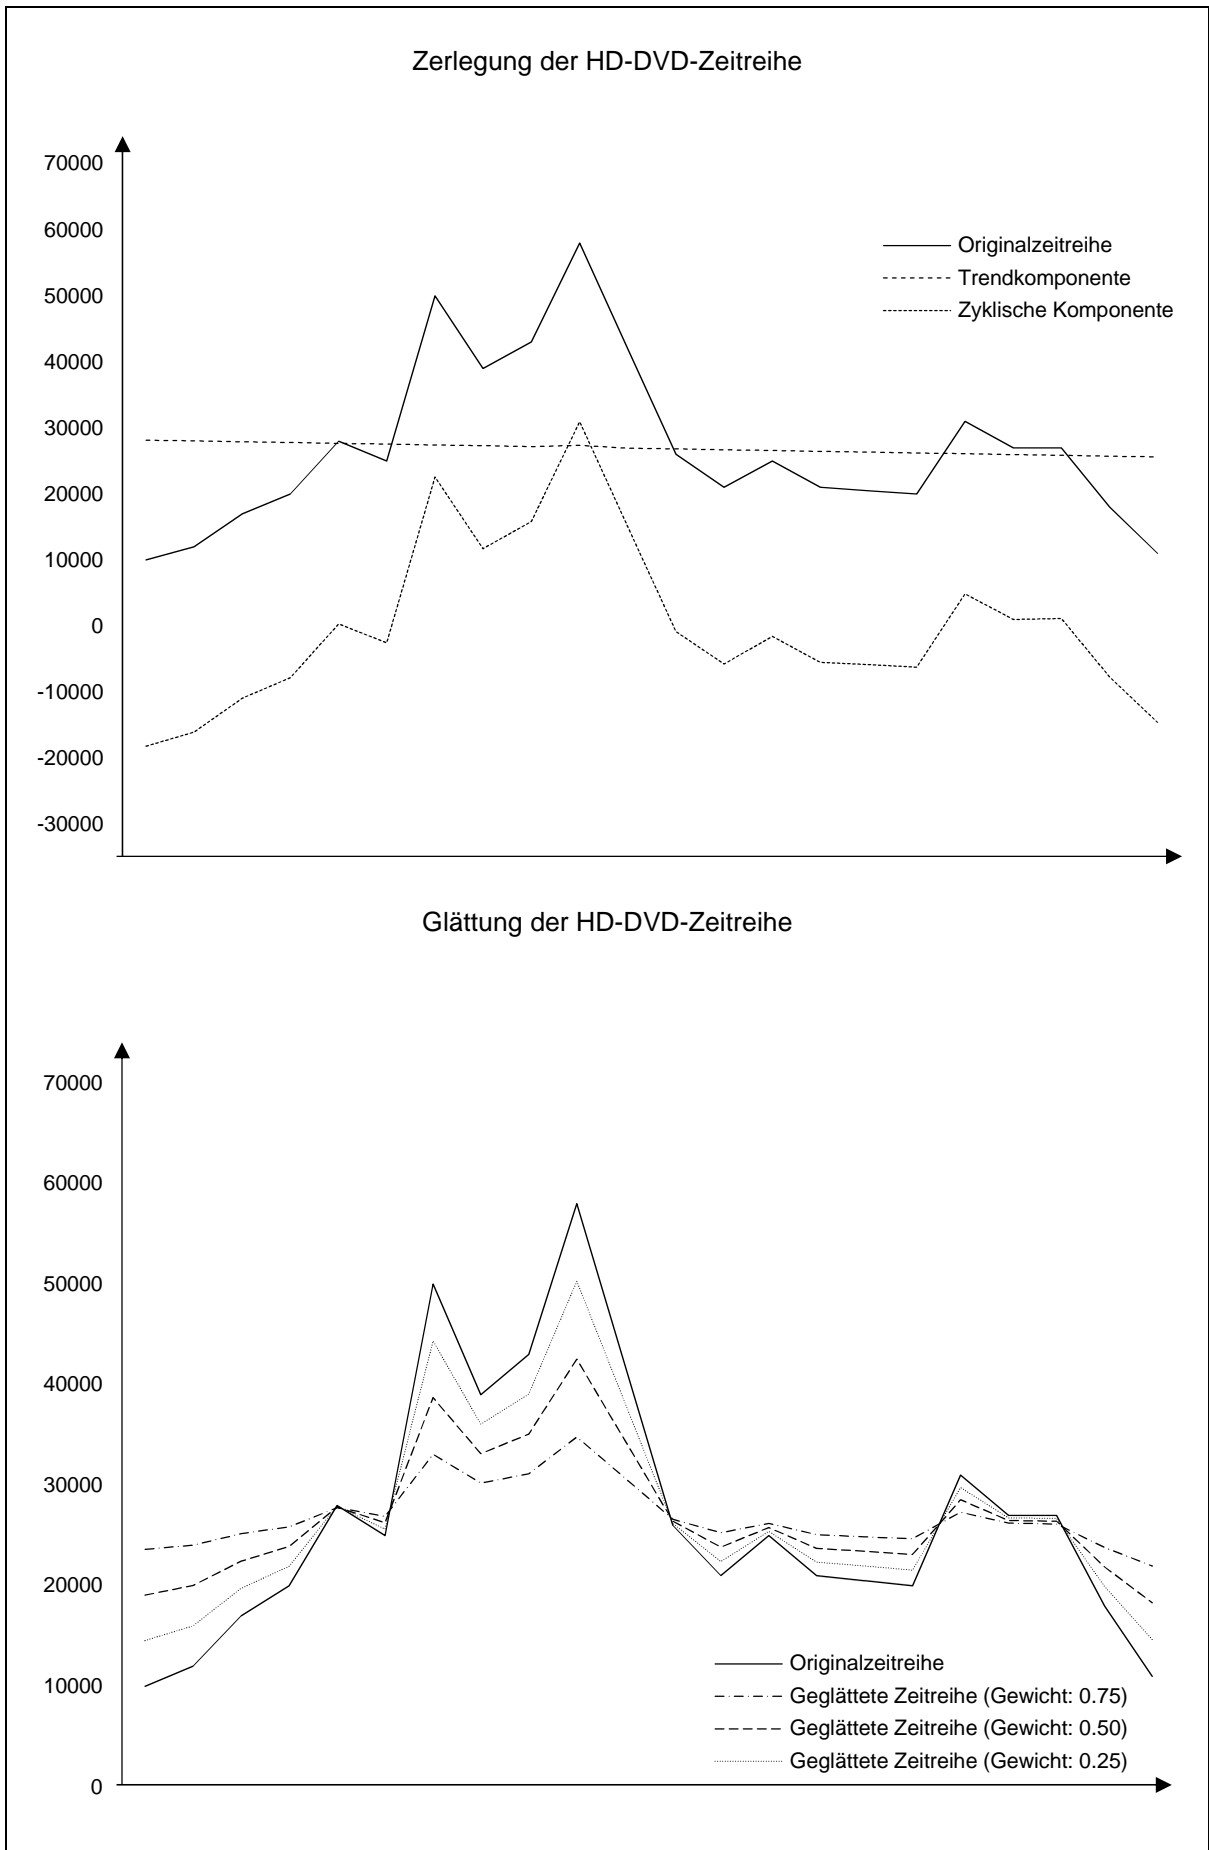 Zerlegung der HD-DVD-Zeitreihe
70000
60000
50000
40000
30000
20000
10000
0
-10000
-20000
-30000
Originalzeitreihe
Trendkomponente
Zyklische Komponente
Glättung der HD-DVD-Zeitreihe
70000
60000
50000
40000
30000
20000
10000
0
Originalzeitreihe
Geglättete Zeitreihe (Gewicht: 0.75)
Geglättete Zeitreihe (Gewicht: 0.50)
Geglättete Zeitreihe (Gewicht: 0.25)